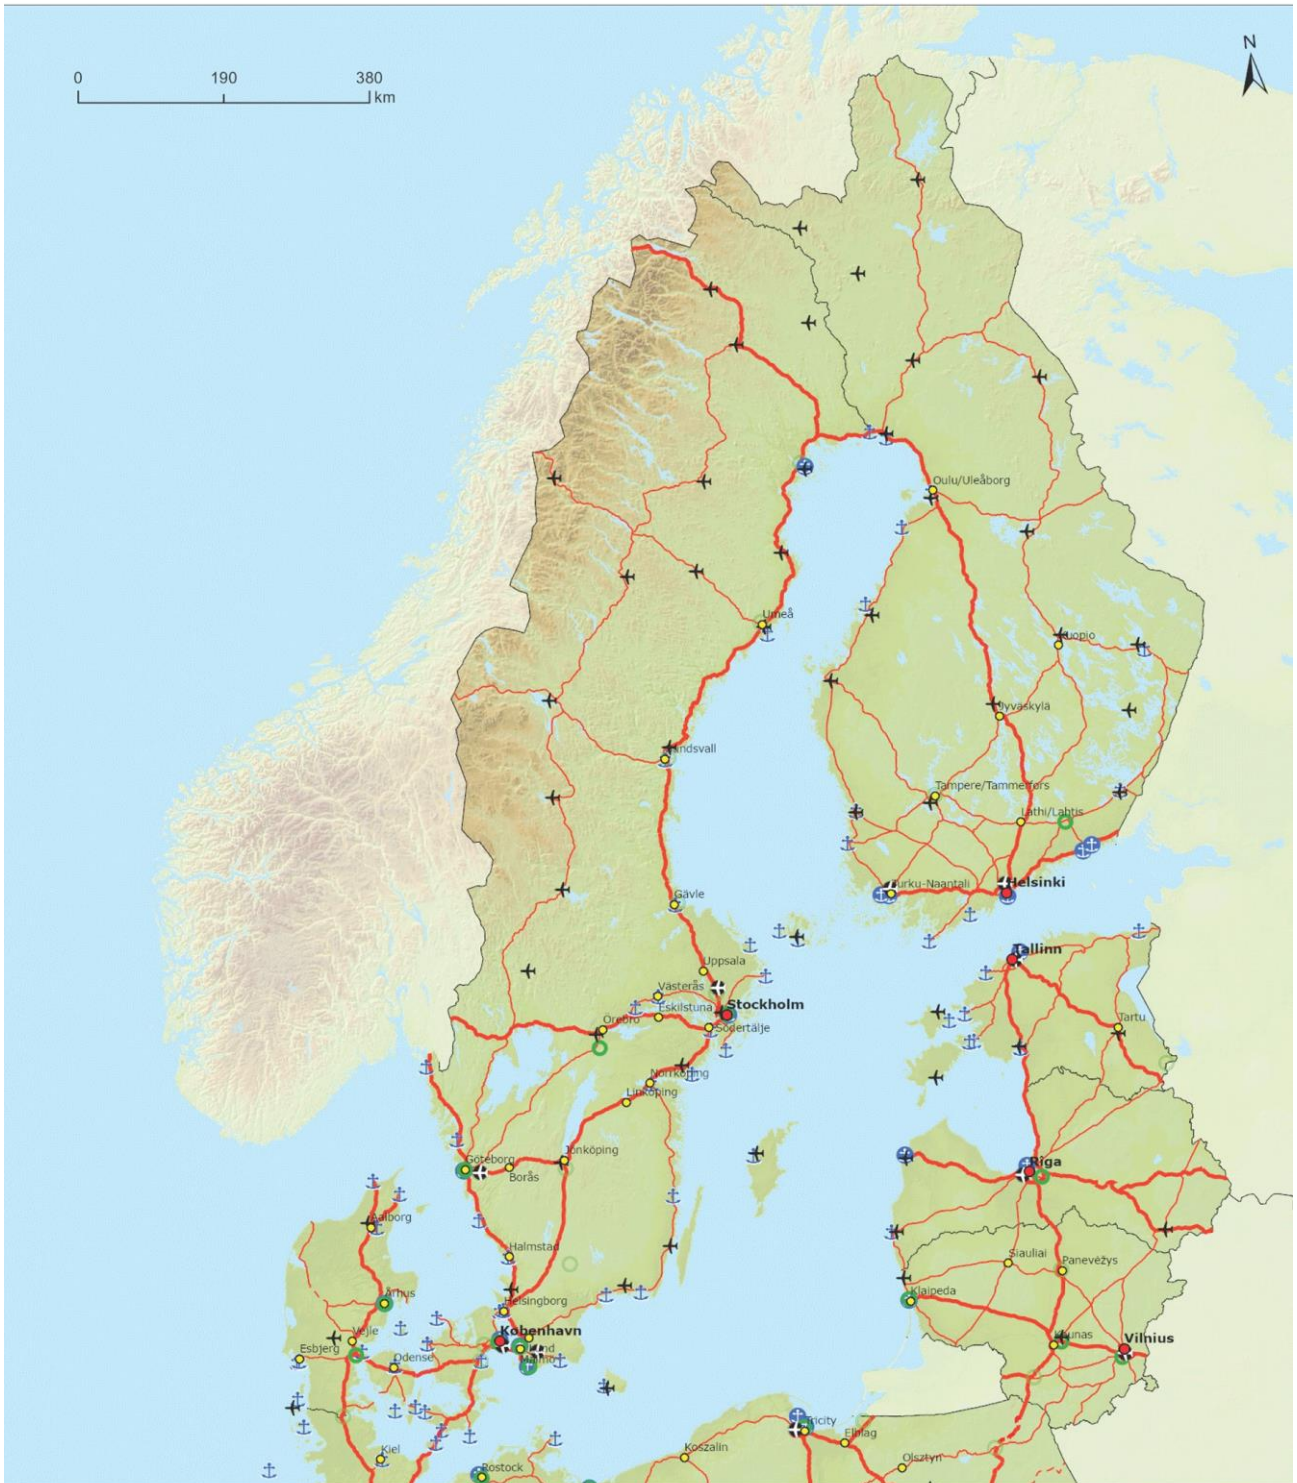 N
0 190 380
km
Oulu/Uleåborg
Umeå
Kuopio
Jyväskylä
Sundsvall
Tampere/Tammerfors
Lathi/Lahtis
Turku-Naantali
Helsinki
Gävle
Tallinn
Uppsala
Västerås
Stockholm
Eskilstuna
Örebro
Södertälje
Tartu
Norrköping
Linköping
Jönköping
Göteborg
Borås
Riga
Aalborg
Halmstad
Siauliai
Panevėžys
Århus
Klaipeda
Helsingborg
København
Vejle
Kaunas
Vilnius
Esbjerg
Lund
Odense
Malmö
Tricity
Elblag
Koszalin
Kiel
Olsztyn
Rostock